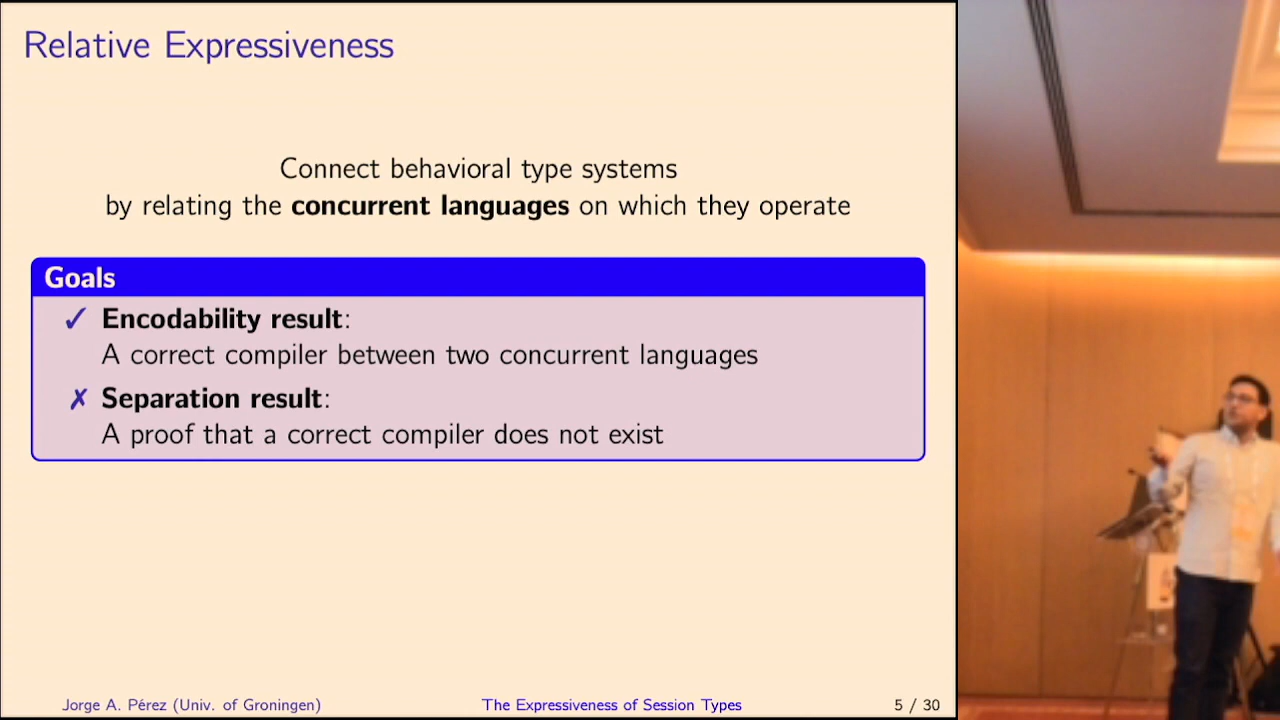 Relative Expressiveness
Connect behavioral type systems
by relating the concurrent languages on which they operate
Goals
✓ Encodability result:
A correct compiler between two concurrent languages
✗ Separation result:
A proof that a correct compiler does not exist
Jorge A. Pérez (Univ. of Groningen) The Expressiveness of Session Types 5 / 30